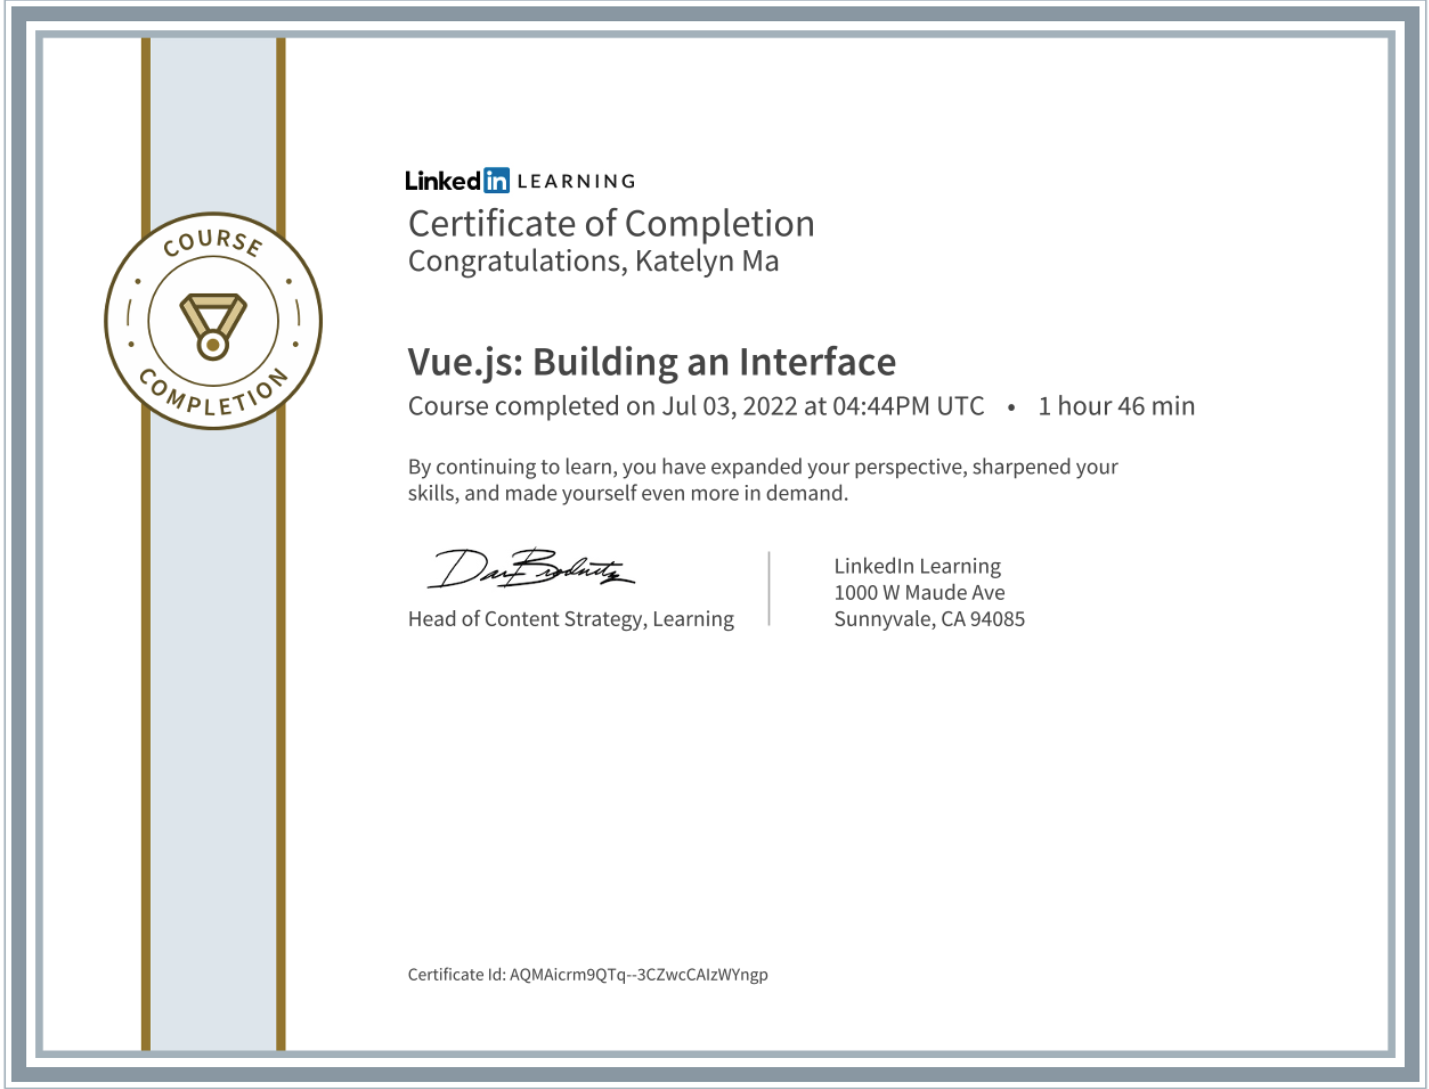 COURSE
COMPLETION
Linked in LEARNING
Certificate of Completion
Congratulations, Katelyn Ma
Vue.js: Building an Interface
Course completed on Jul 03, 2022 at 04:44PM UTC • 1 hour 46 min
By continuing to learn, you have expanded your perspective, sharpened your
skills, and made yourself even more in demand.
Head of Content Strategy, Learning
LinkedIn Learning
1000 W Maude Ave
Sunnyvale, CA 94085
Certificate Id: AQMAicrm9QTq--3CZwcCAIzWYngp